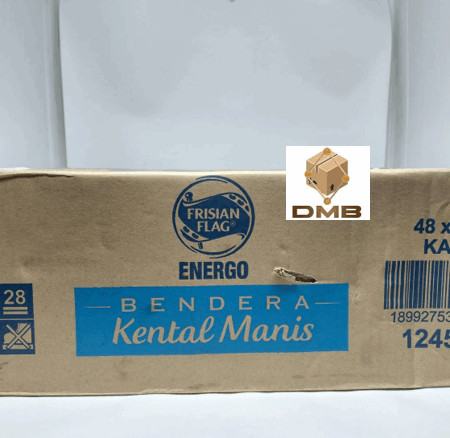 DMB
FRISIAN
FLAG®
ENERGO
BENDERA
Kental Manis
28
48 x
KA
18992753
1245